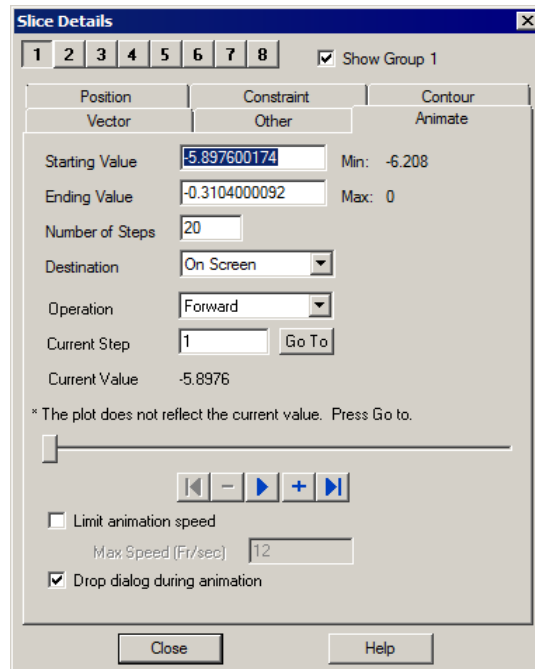 Slice Details
1 2 3 4 5 6 7 8 Show Group 1
Position Constraint Contour
Vector Other Animate
Starting Value -5.897600174 Min: -6.208
Ending Value -0.3104000092 Max: 0
Number of Steps 20
Destination On Screen
Operation Forward
Current Step 1 Go To
Current Value -5.8976
* The plot does not reflect the current value. Press Go to.
Limit animation speed
Max Speed (Fr/sec) 12
Drop dialog during animation
Close Help